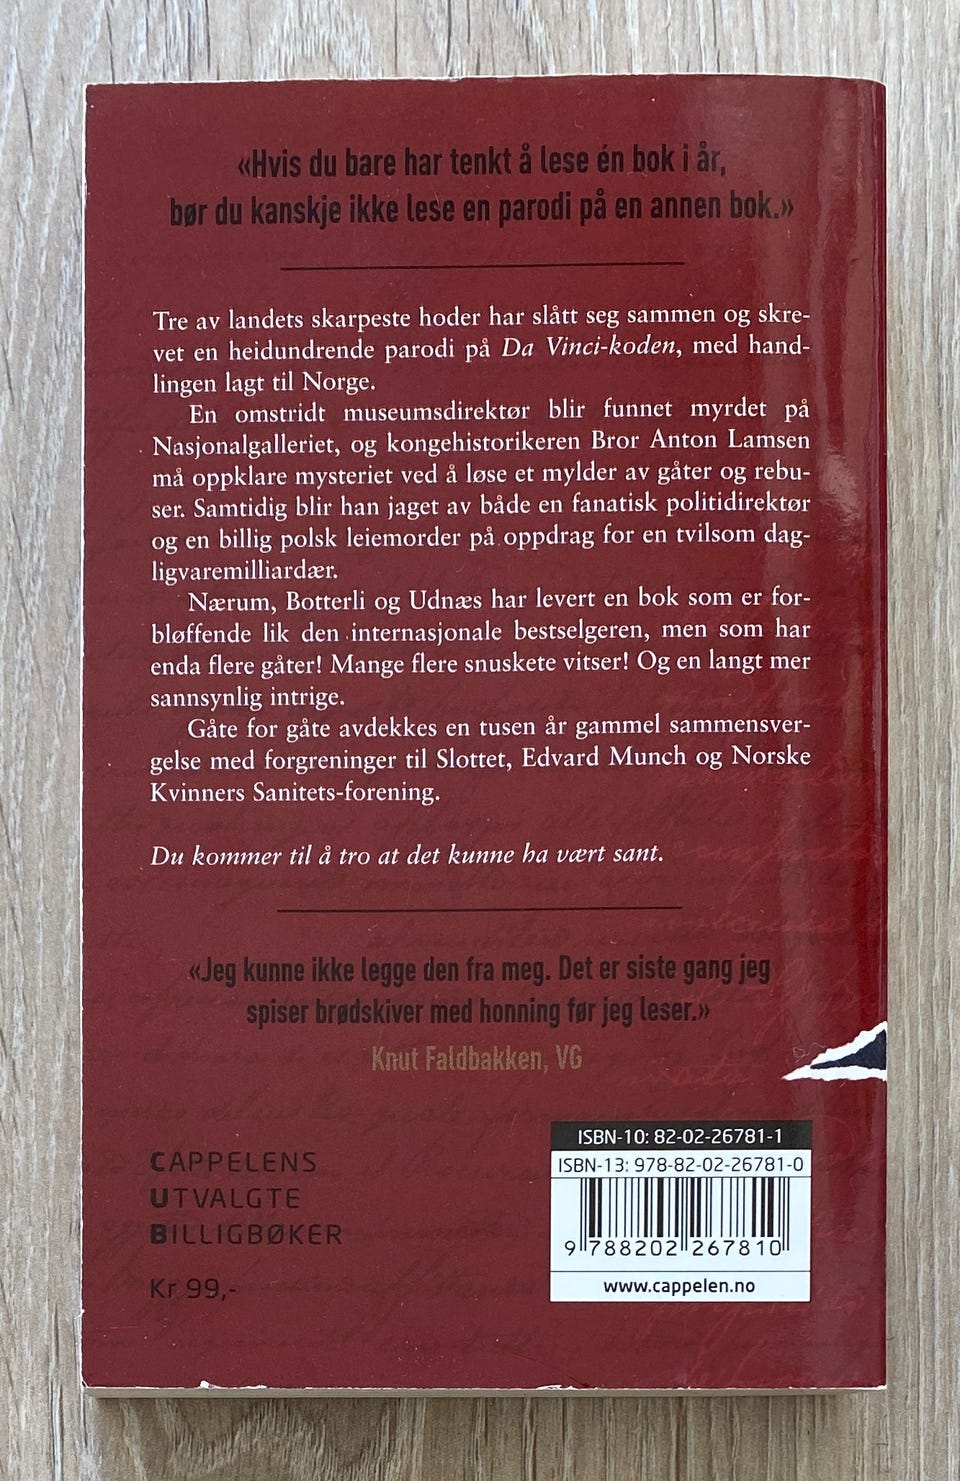 «Hvis du bare har tenkt å lese én bok i år,
bør du kanskje ikke lese en parodi på en annen bok.»
Tre av landets skarpeste hoder har slått seg sammen og skre-
vet en heidundrende parodi på Da Vinci-koden, med hand-
lingen lagt til Norge.
En omstridt museumsdirektør blir funnet myrdet på
Nasjonalgalleriet, og kongehistorikeren Bror Anton Lamsen
må oppklare mysteriet ved å løse et mylder av gåter og rebu-
ser. Samtidig blir han jaget av både en fanatisk politidirektør
og en billig polsk leiemorder på oppdrag for en tvilsom dag-
ligvaremilliardær.
Nærum, Botterli og Udnæs har levert en bok som er for-
bløffende lik den internasjonale bestselgeren, men som har
enda flere gåter! Mange flere snuskete vitser! Og en langt mer
sannsynlig intrige.
Gåte for gåte avdekkes en tusen år gammel sammensver-
gelse med forgreninger til Slottet, Edvard Munch og Norske
Kvinners Sanitets-forening.
Du kommer til å tro at det kunne ha vært sant.
«Jeg kunne ikke legge den fra meg. Det er siste gang jeg
spiser brødskiver med honning før jeg leser.»
Knut Faldbakken, VG
CAPPELENS
UTVALGTE
BILLIGBØKER
Kr 99,-
ISBN-10: 82-02-26781-1
ISBN-13: 978-82-02-26781-0
9 788202 267810
www.cappelen.no